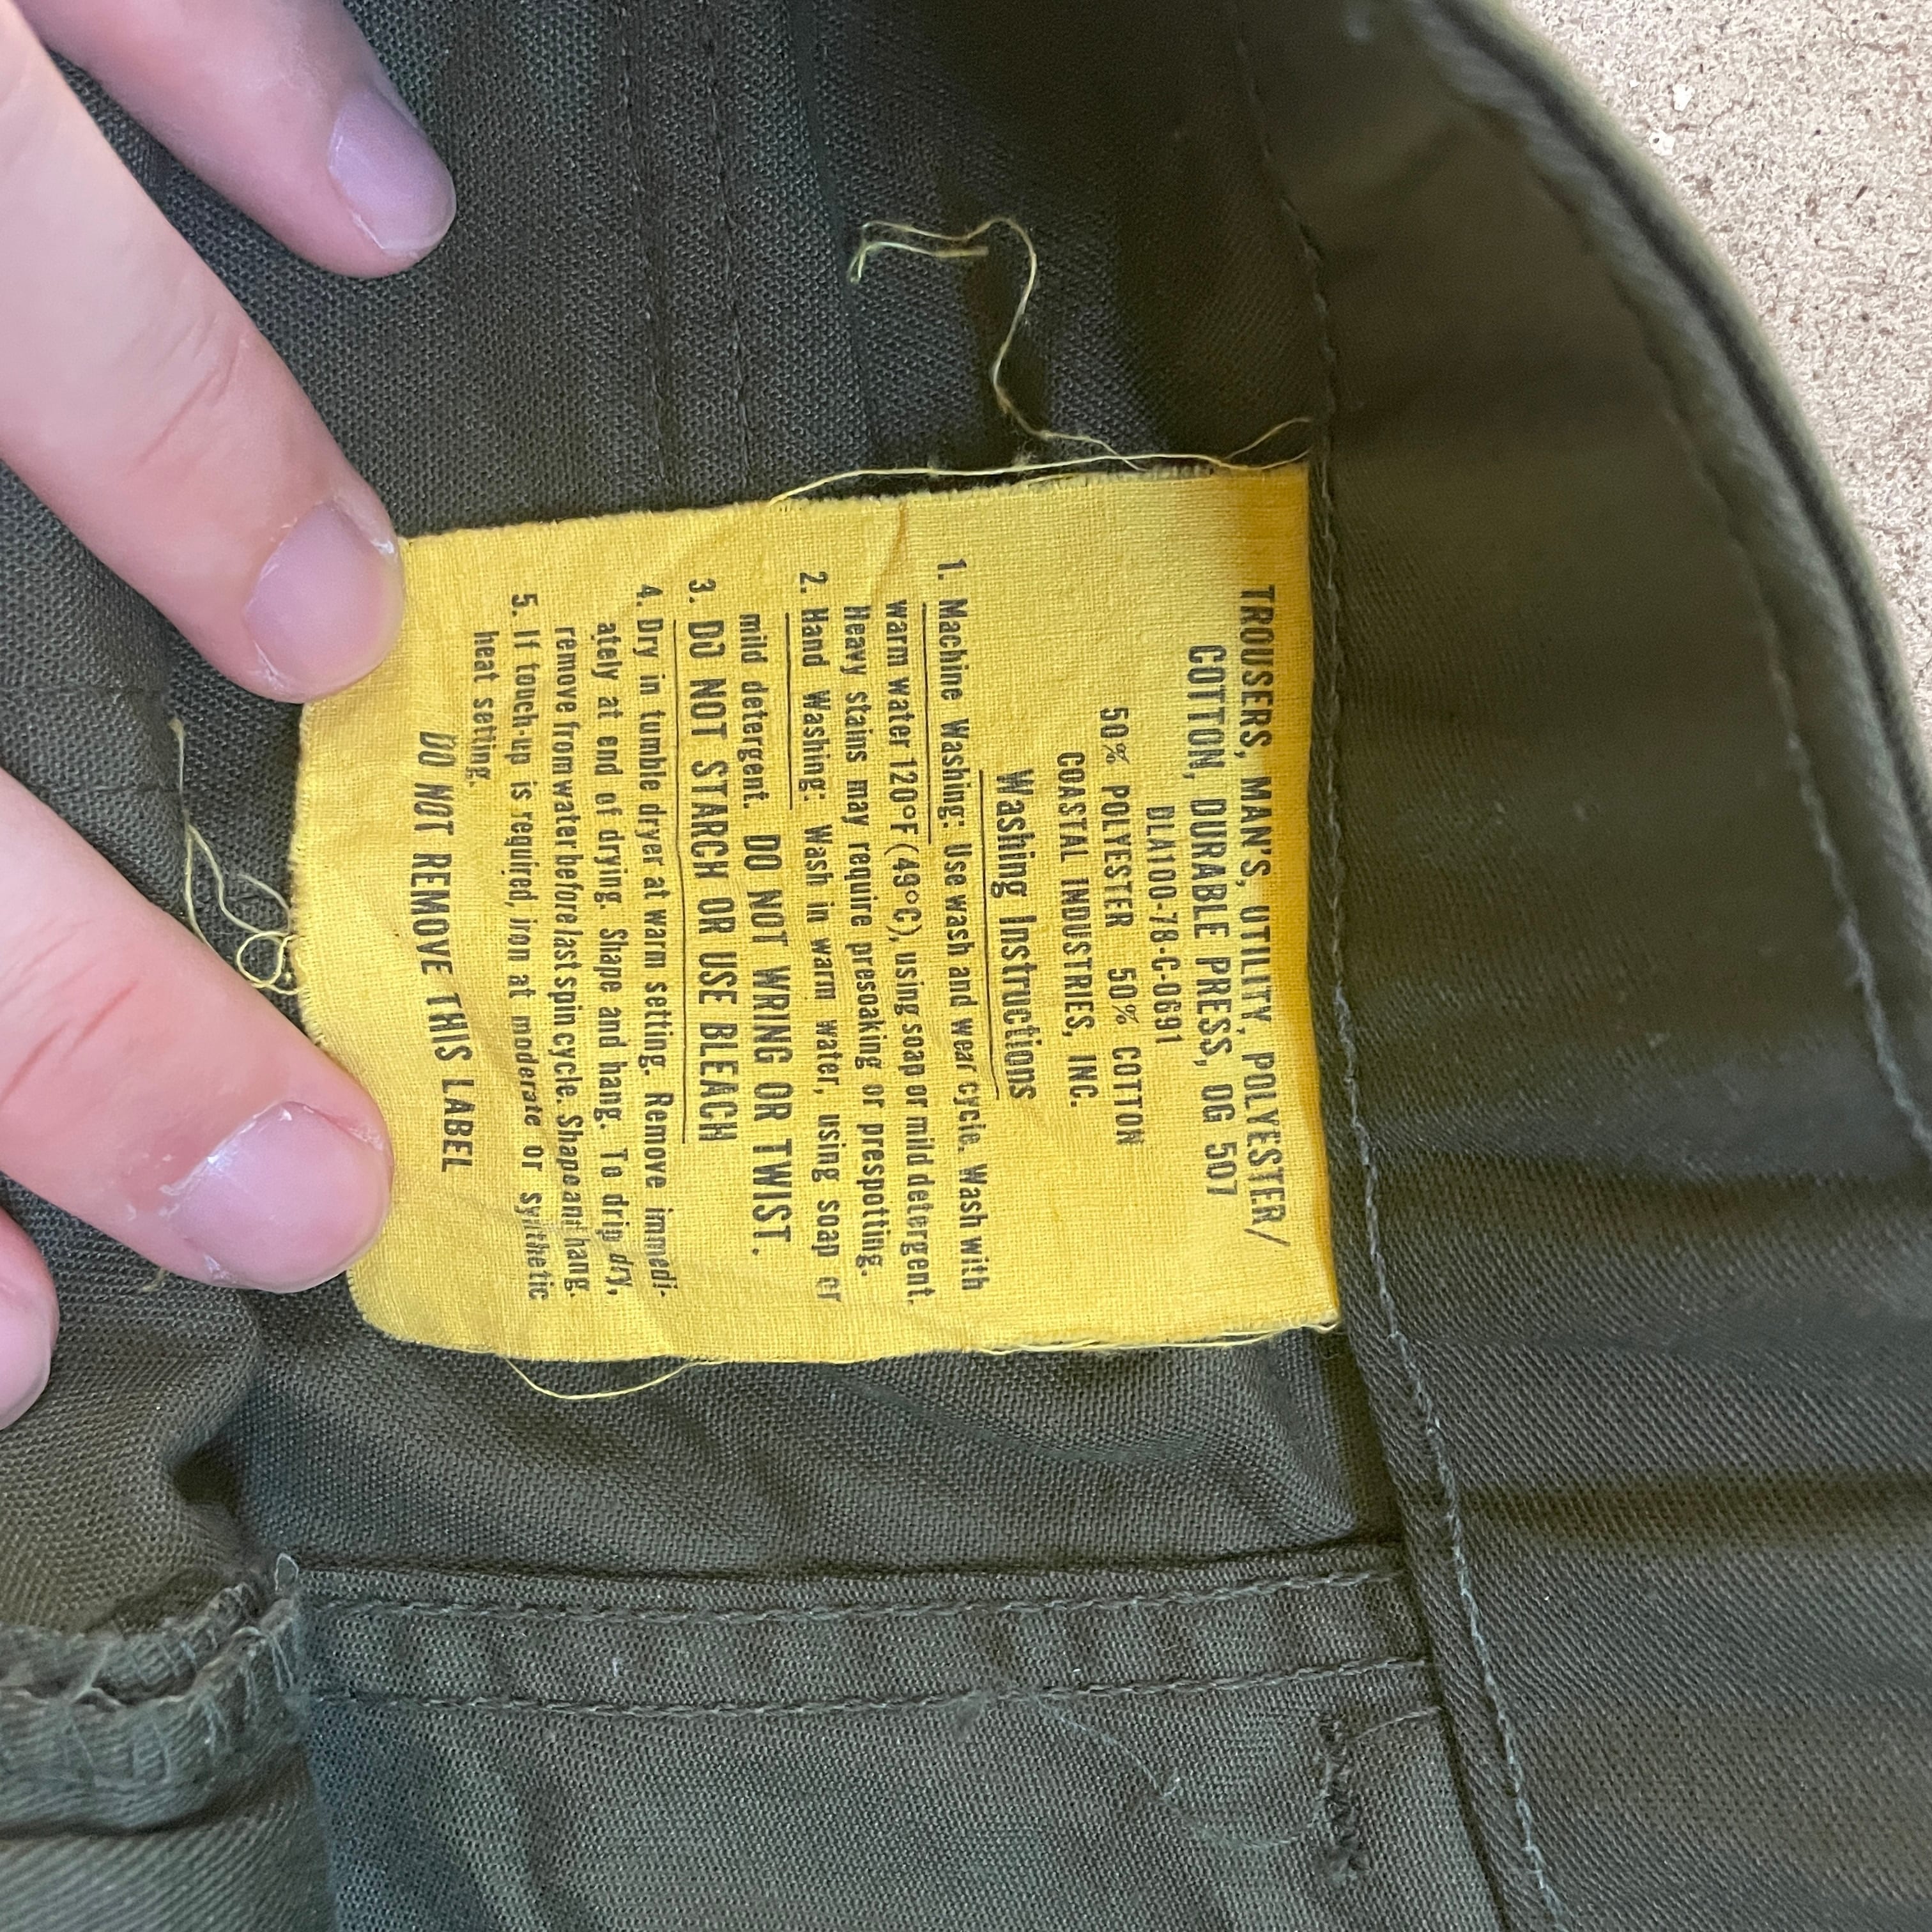 TROUSERS, MAN'S, UTILITY, POLYESTER/
COTTON, DURABLE PRESS, OG 507
DLA100-78-C-0691
50% POLYESTER 50% COTTON
COASTAL INDUSTRIES, INC.
Washing Instructions
1. Machine Washing: Use wash and wear cycle. Wash with
warm water 120°F (49°C), using soap or mild detergent.
Heavy stains may require presoaking or prespotting.
2. Hand Washing: Wash in warm water, using soap or
mild detergent. DO NOT WRING OR TWIST.
3. DO NOT STARCH OR USE BLEACH
4. Dry in tumble dryer at warm setting. Remove immedi-
ately at end of drying. Shape and hang. To drip dry,
remove from water before last spin cycle. Shape and hang.
5. If touch-up is required, iron at moderate or synthetic
heat setting.
DO NOT REMOVE THIS LABEL